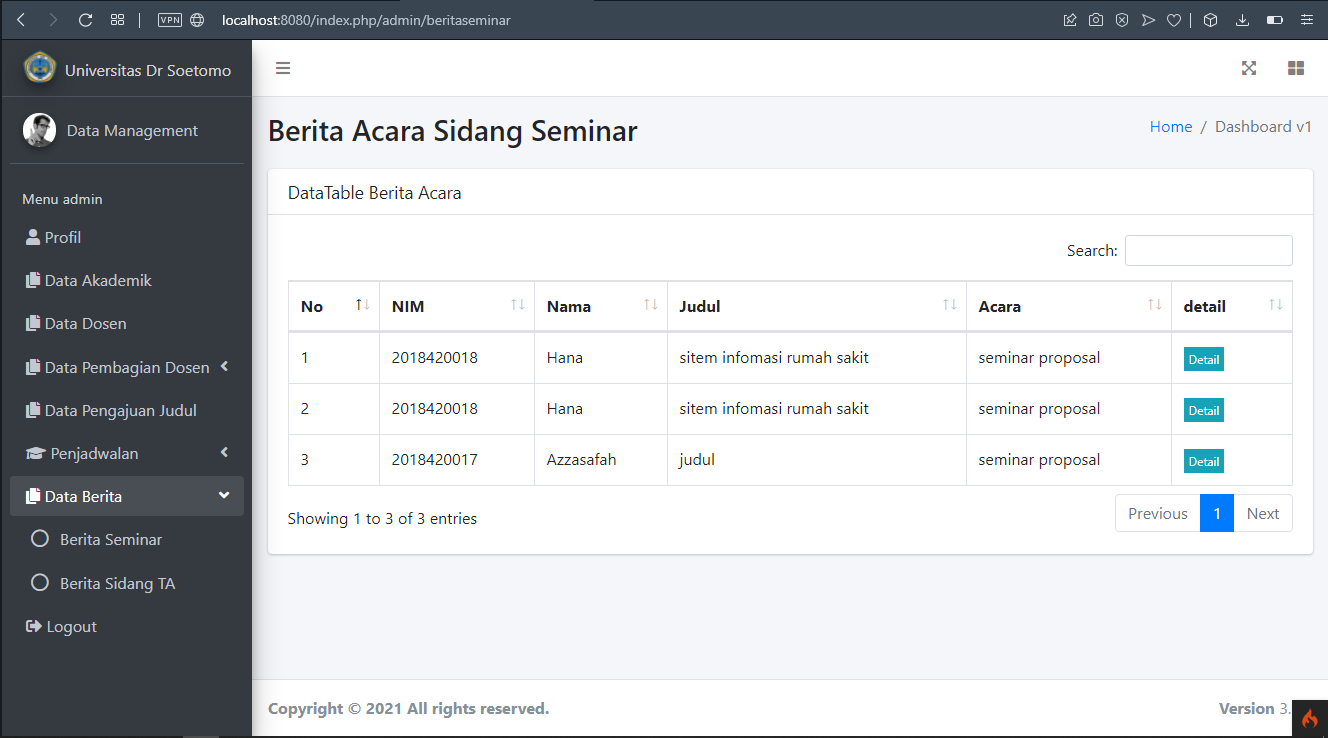 VPN localhost:8080/index.php/admin/beritaseminar
Universitas Dr Soetomo
Data Management
Menu admin
Profil
Data Akademik
Data Dosen
Data Pembagian Dosen
Data Pengajuan Judul
Penjadwalan
Data Berita
Berita Seminar
Berita Sidang TA
Logout
Berita Acara Sidang Seminar
Home / Dashboard v1
DataTable Berita Acara
Search:
No NIM Nama Judul Acara detail
1 2018420018 Hana sitem infomasi rumah sakit seminar proposal Detail
2 2018420018 Hana sitem infomasi rumah sakit seminar proposal Detail
3 2018420017 Azzasafah judul seminar proposal Detail
Showing 1 to 3 of 3 entries
Previous 1 Next
Copyright © 2021 All rights reserved.
Version 3.